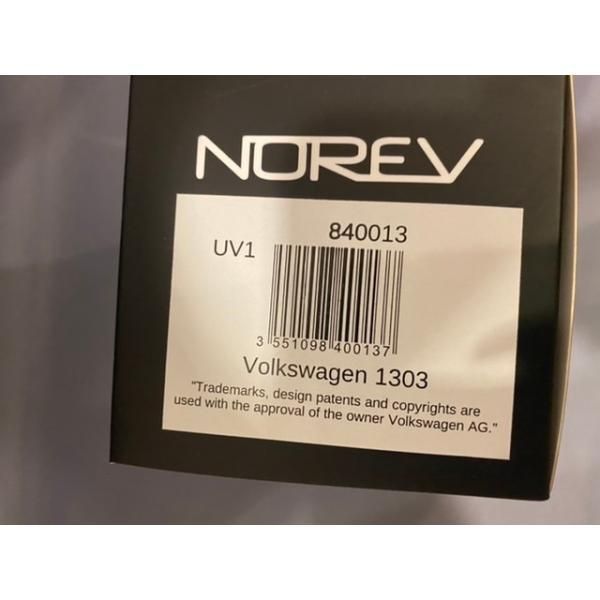 NOREV
840013
UV1
3 551098 400137
Volkswagen 1303
"Trademarks, design patents and copyrights are
used with the approval of the owner Volkswagen AG."